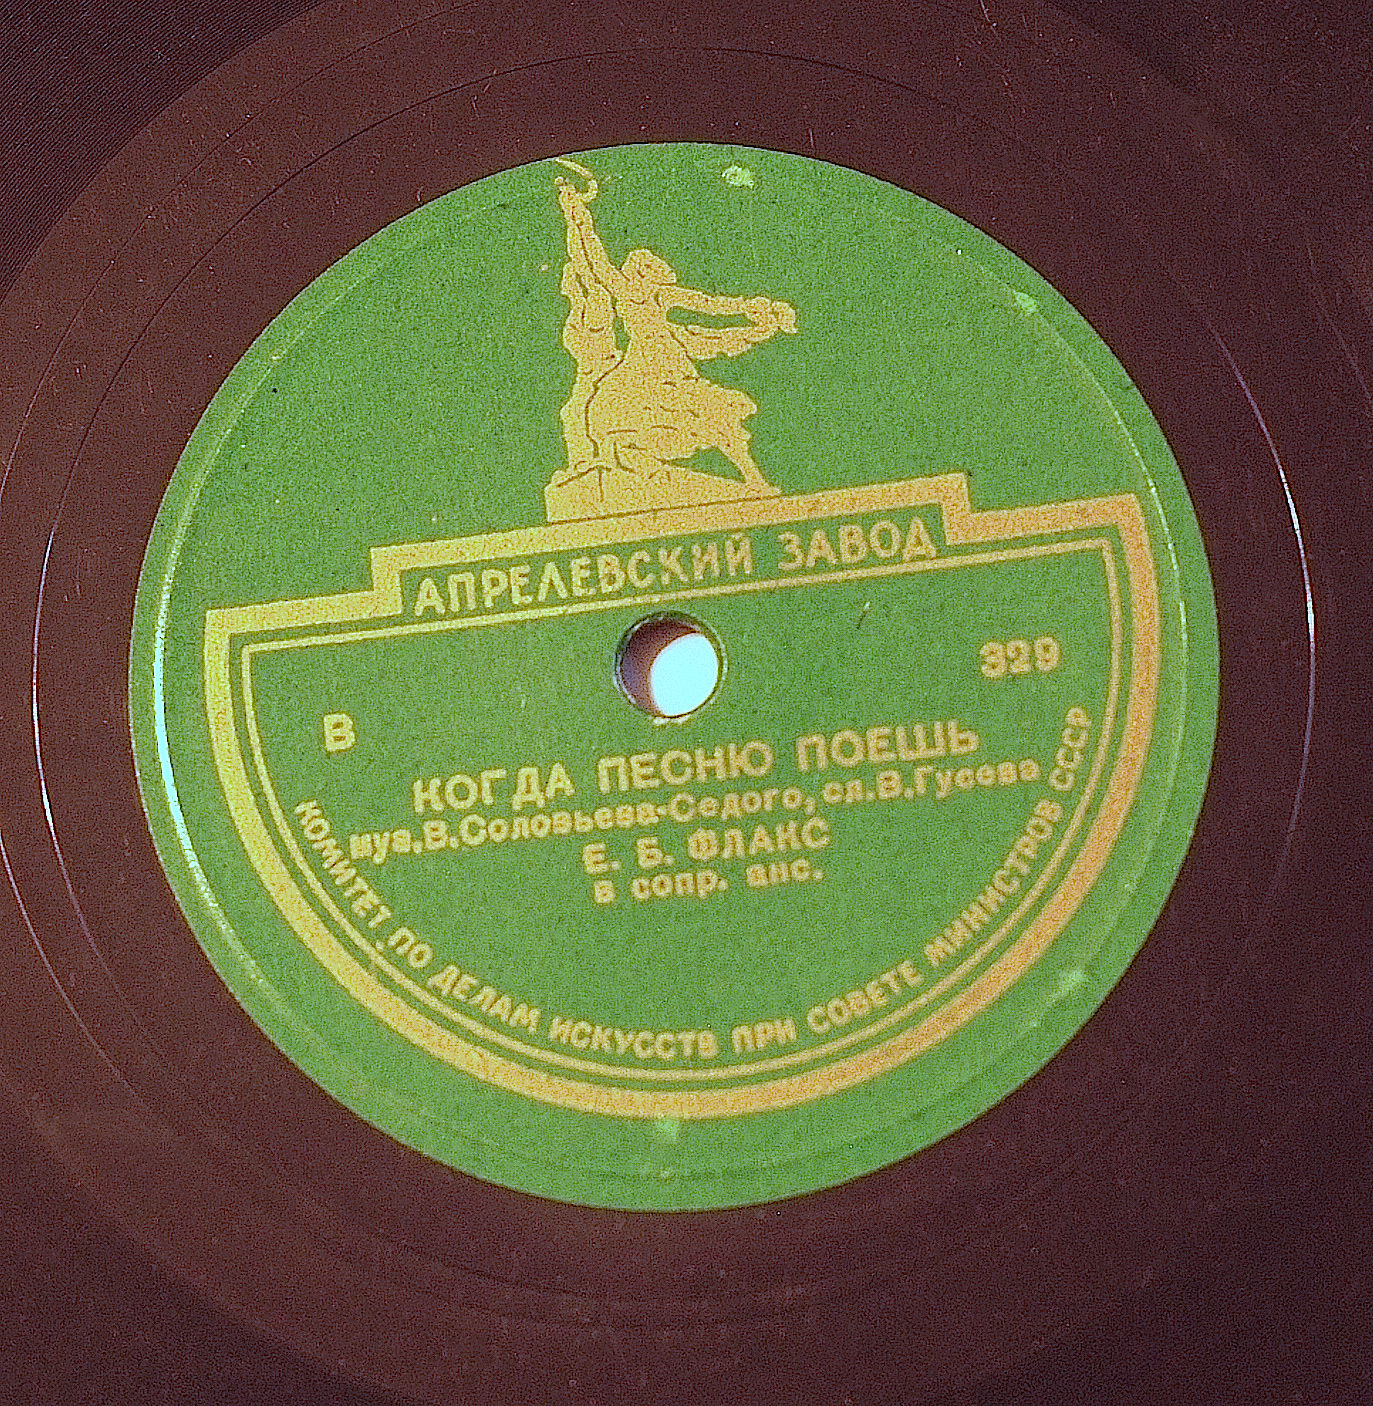 АПРЕЛЕВСКИЙ ЗАВОД
В
329
КОГДА ПЕСНЮ ПОЕШЬ
муз.В.Соловьева-Седого, сл.В.Гусева
Е. Б. ФЛАКС
в сопр. анс.
КОМИТЕТ ПО ДЕЛАМ ИСКУССТВ ПРИ СОВЕТЕ МИНИСТРОВ СССР